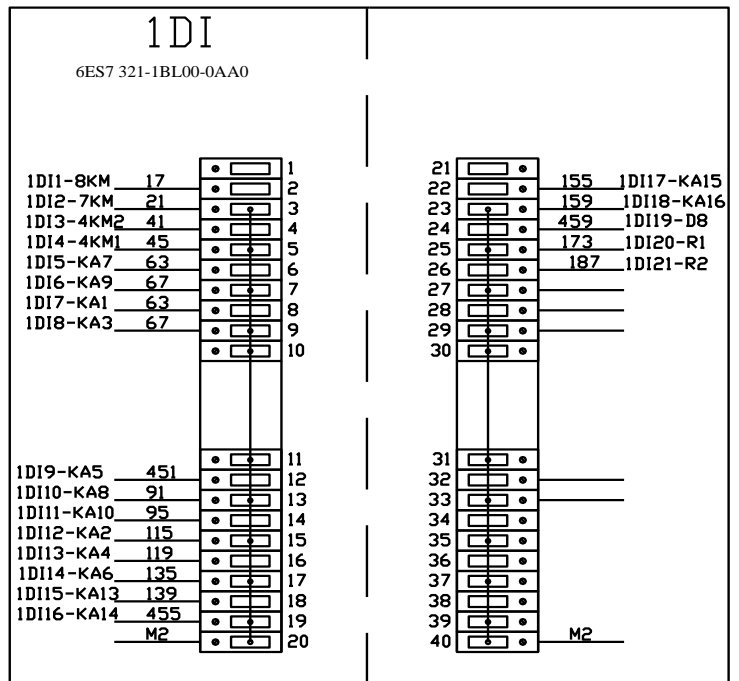 1DI
6ES7 321-1BL00-0AA0
1
1DI1-8KM 17 2
1DI2-7KM 21 3
1DI3-4KM2 41 4
1DI4-4KM1 45 5
1DI5-KA7 63 6
1DI6-KA9 67 7
1DI7-KA1 63 8
1DI8-KA3 67 9
10
11
1DI9-KA5 451 12
1DI10-KA8 91 13
1DI11-KA10 95 14
1DI12-KA2 115 15
1DI13-KA4 119 16
1DI14-KA6 135 17
1DI15-KA13 139 18
1DI16-KA14 455 19
M2 20
21
22 155 1DI17-KA15
23 159 1DI18-KA16
24 459 1DI19-D8
25 173 1DI20-R1
26 187 1DI21-R2
27
28
29
30
31
32
33
34
35
36
37
38
39
40 M2